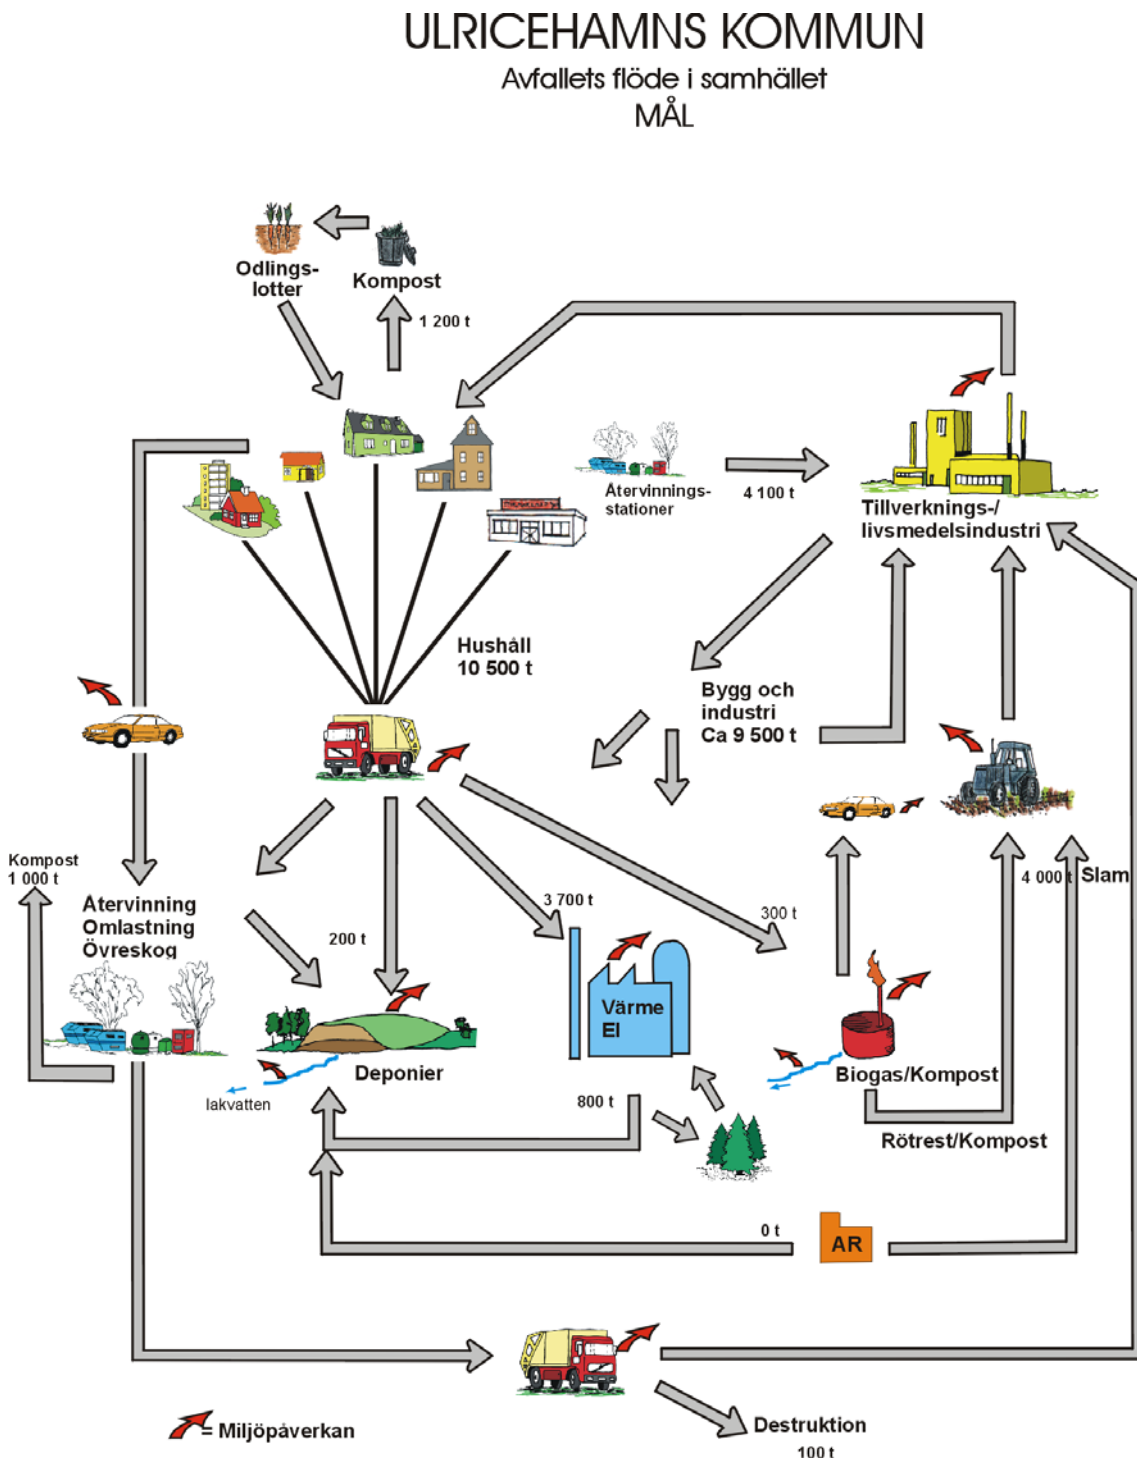 ULRICEHAMNS KOMMUN
Avfallets flöde i samhället
MÅL
Odlings-
lotter
Kompost
1 200 t
Återvinnings-
stationer
4 100 t
Tillverknings-/
livsmedelsindustri
Hushåll
10 500 t
Bygg och
industri
Ca 9 500 t
Kompost
1 000 t
Återvinning
Omlastning
Övreskog
200 t
3 700 t
300 t
4 000 t Slam
Värme
El
Deponier
lakvatten
800 t
Biogas/Kompost
Rötrest/Kompost
0 t
AR
= Miljöpåverkan
Destruktion
100 t